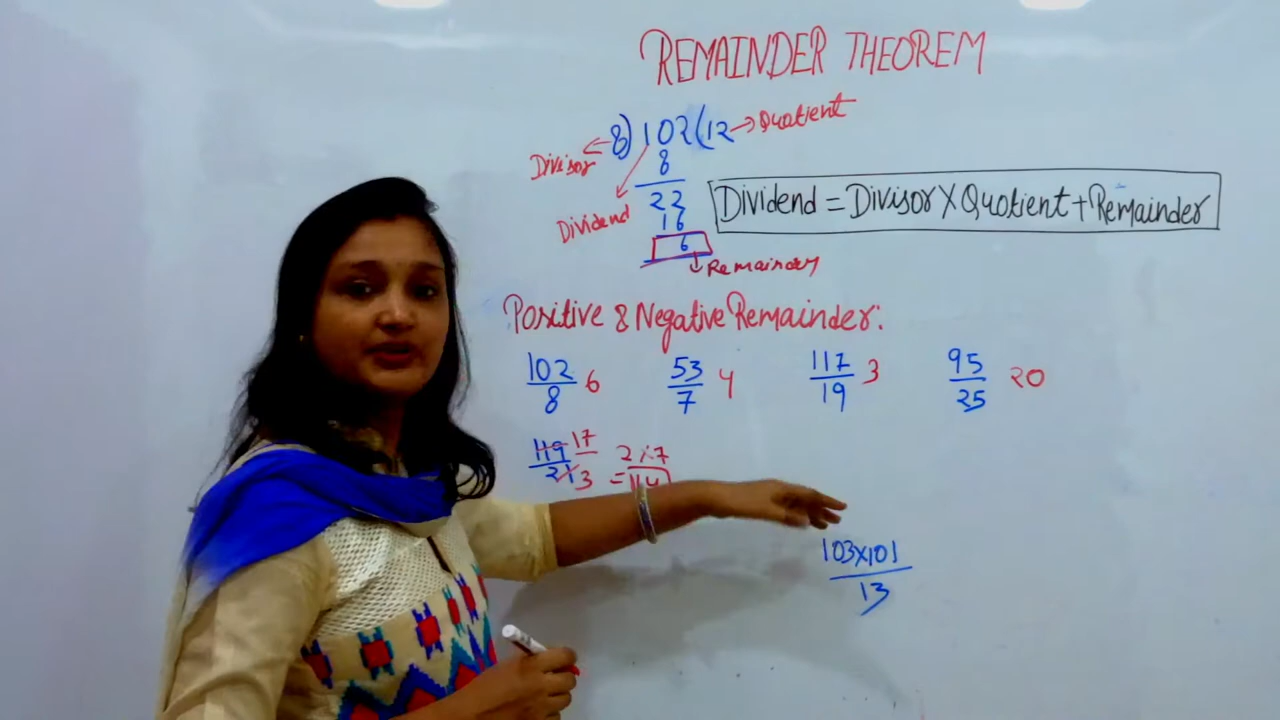 REMAINDER THEOREM
8) 102 (12 → Quotient
Divisor
8
22
Dividend
16
6
Remainder
Dividend = Divisor X Quotient + Remainder
Positive & Negative Remainder:
102/8 6 53/7 4 117/19 3 95/25 20
119/21 17/3 2×7
=14
103×101
13